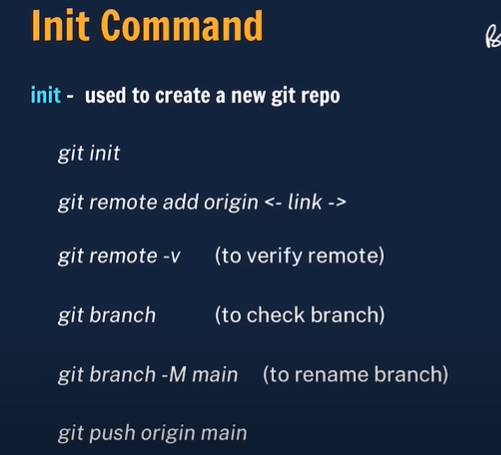 Init Command
init - used to create a new git repo
git init
git remote add origin <- link ->
git remote -v (to verify remote)
git branch (to check branch)
git branch -M main (to rename branch)
git push origin main